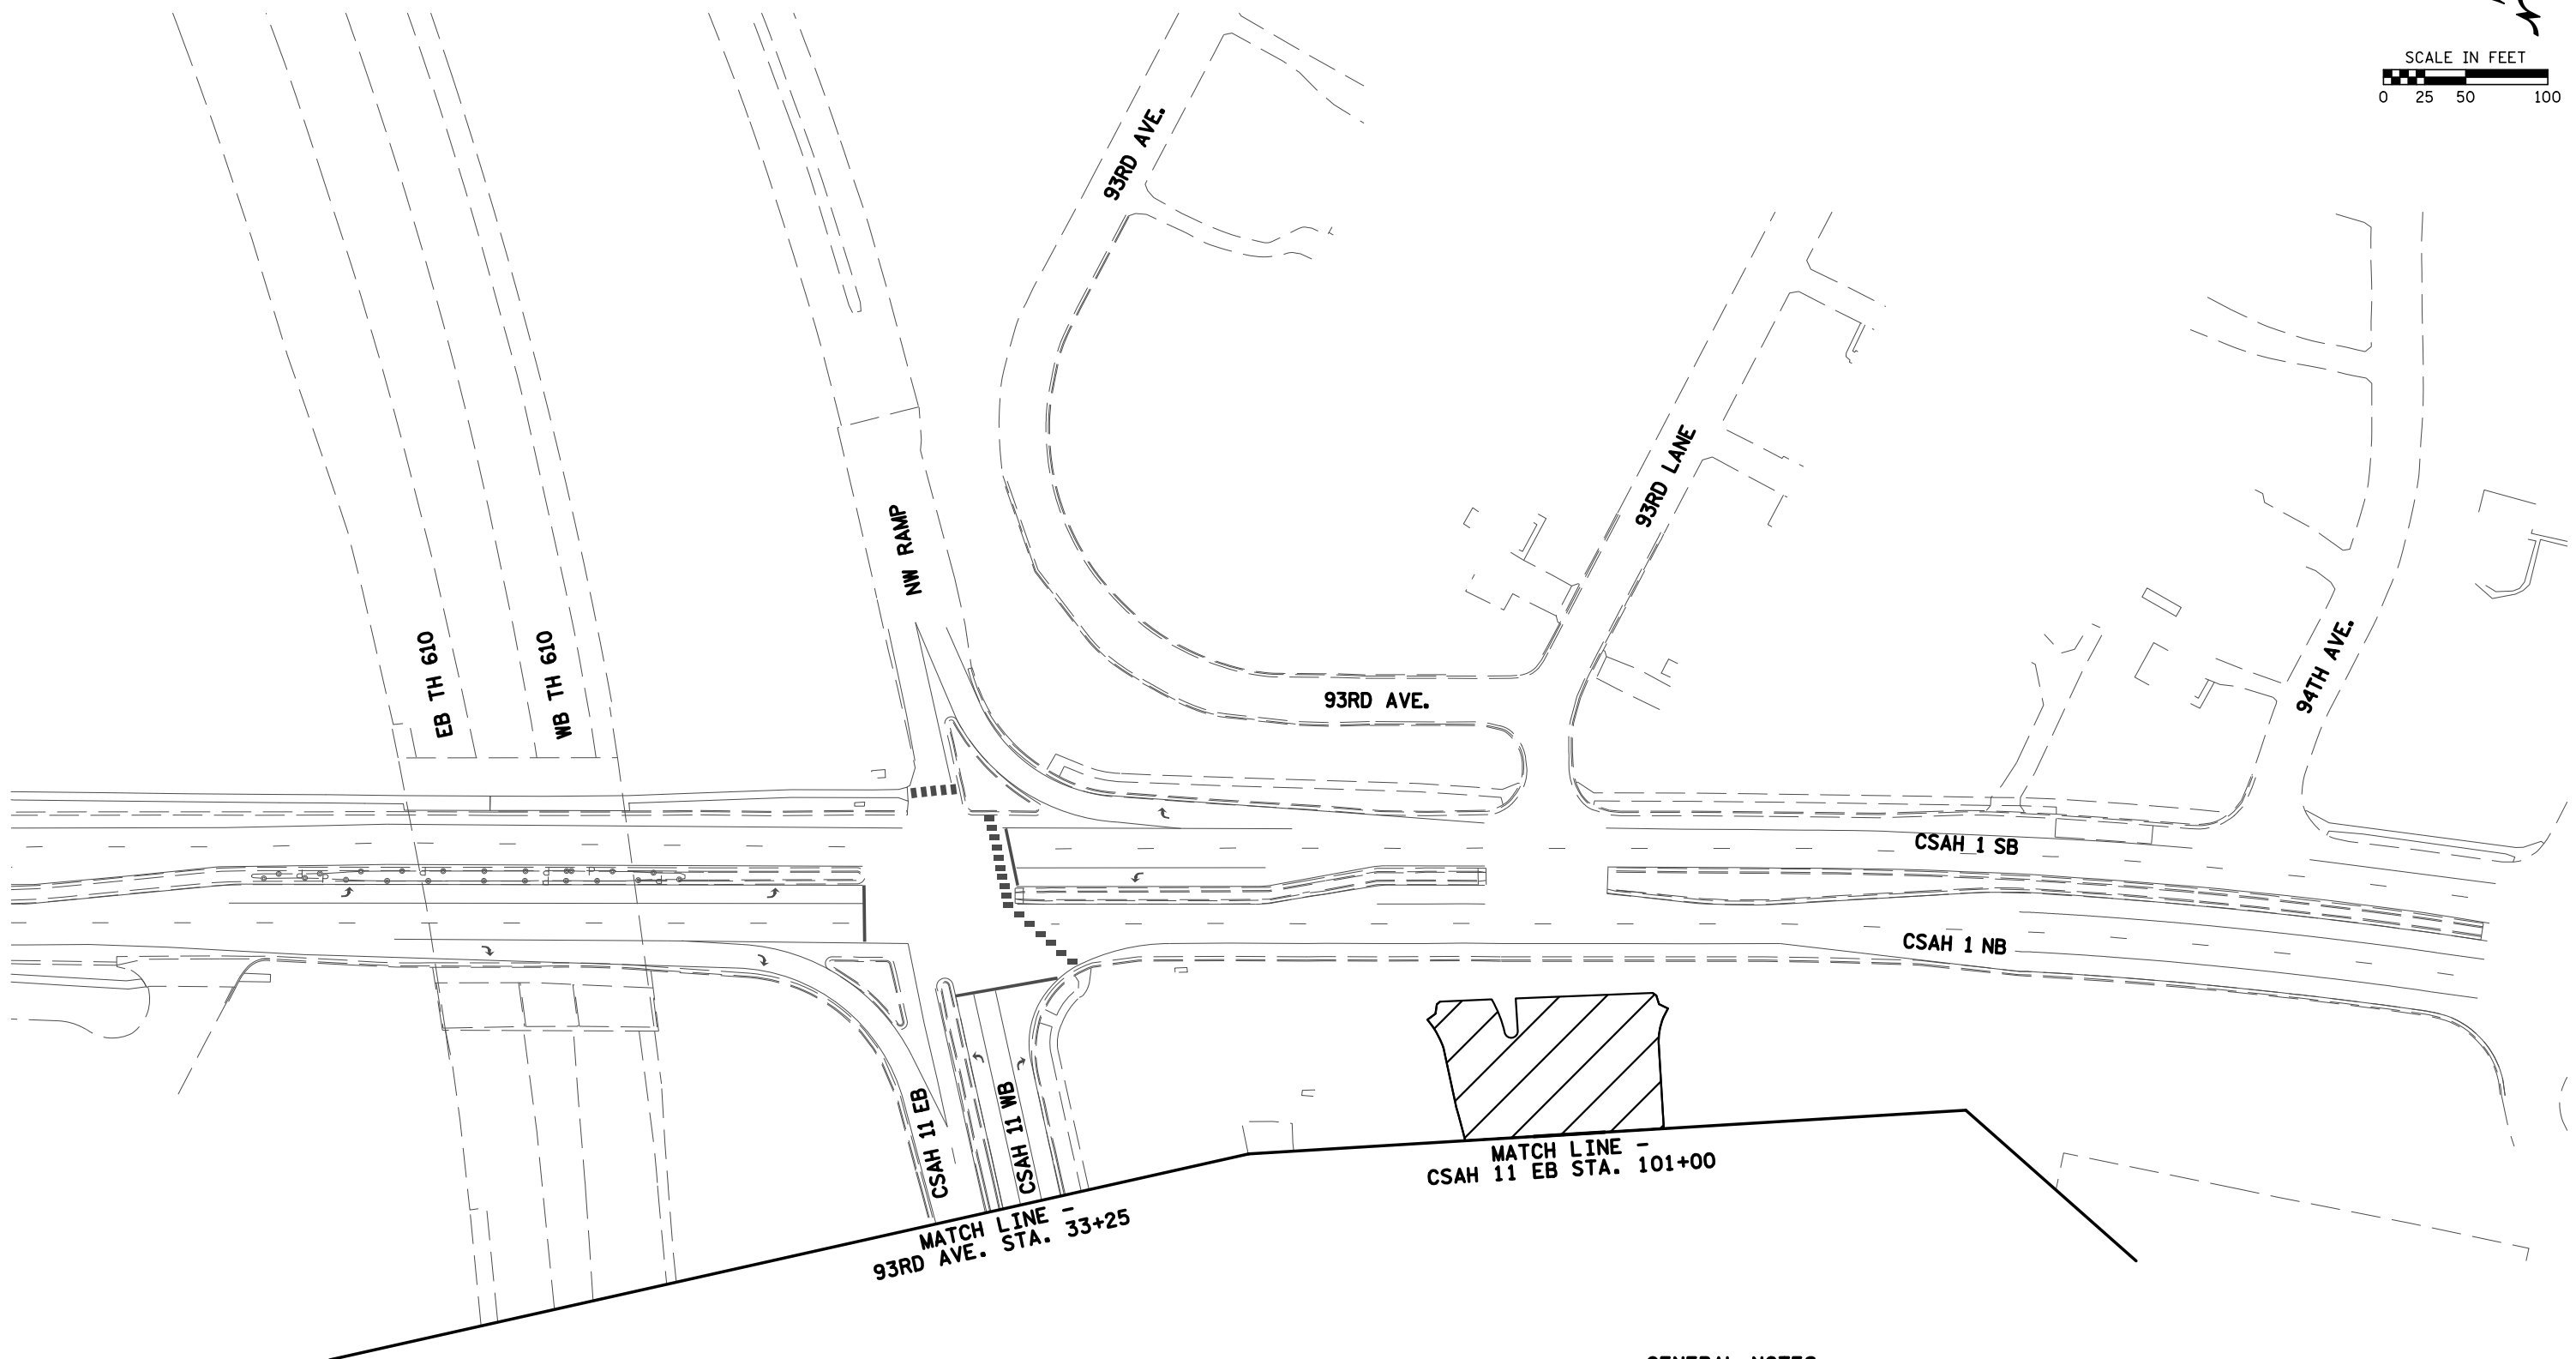 SCALE IN FEET
0 25 50 100
93RD AVE.
93RD LANE
NW RAMP
EB TH 610
WB TH 610
93RD AVE.
94TH AVE.
CSAH 1 SB
CSAH 1 NB
CSAH 11 EB
CSAH 11 WB
MATCH LINE -
CSAH 11 EB STA. 101+00
MATCH LINE -
93RD AVE. STA. 33+25
GENERAL NOTES